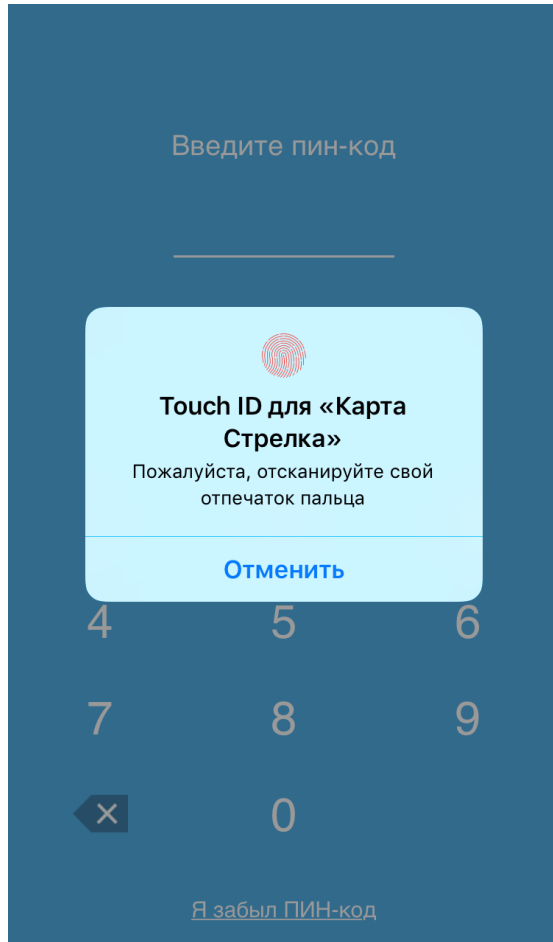 Введите пин-код
Touch ID для «Карта
Стрелка»
Пожалуйста, отсканируйте свой
отпечаток пальца
Отменить
4 5 6
7 8 9
0
Я забыл ПИН-код